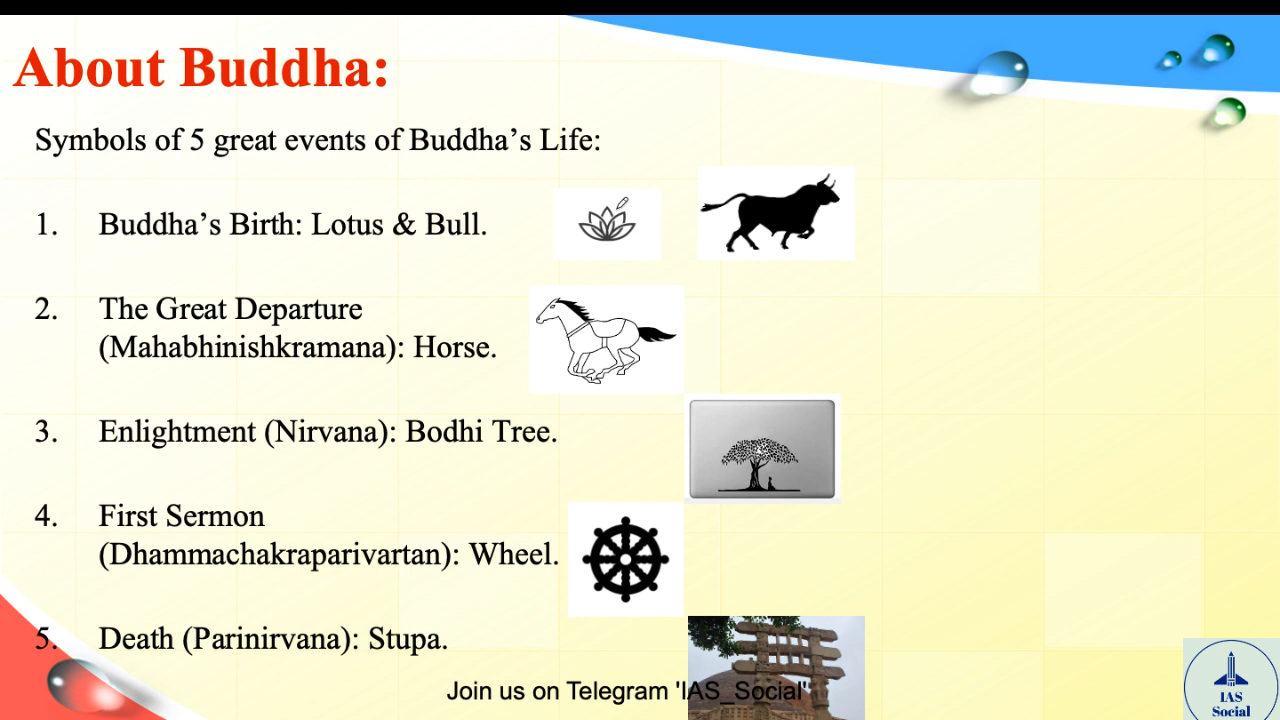 About Buddha:
Symbols of 5 great events of Buddha’s Life:
1. Buddha’s Birth: Lotus & Bull.
2. The Great Departure
(Mahabhinishkramana): Horse.
3. Enlightment (Nirvana): Bodhi Tree.
4. First Sermon
(Dhammachakraparivartan): Wheel.
5. Death (Parinirvana): Stupa.
Join us on Telegram 'IAS_Social'
IAS
Social